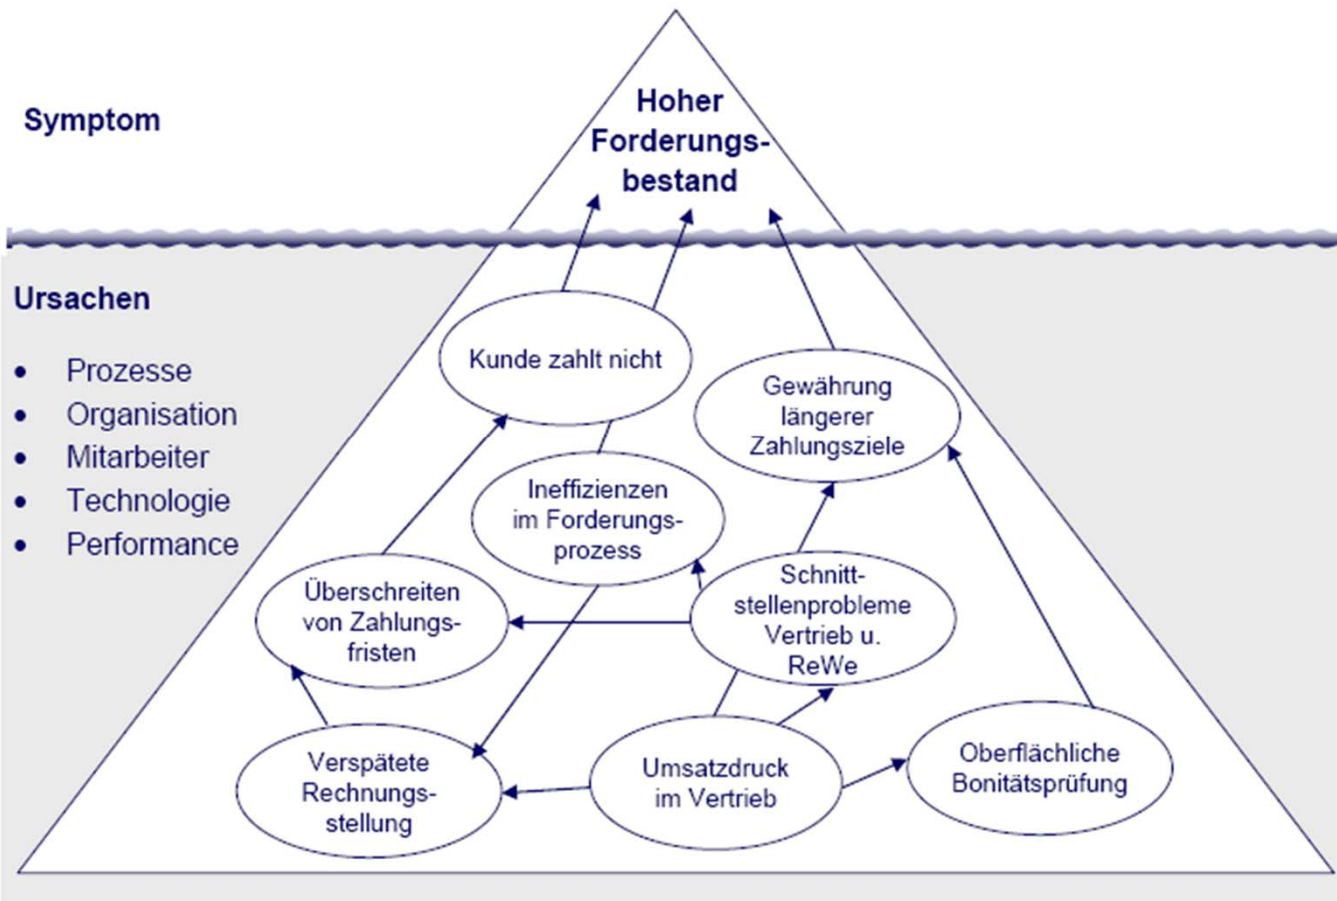 Symptom
Hoher
Forderungs-
bestand
Ursachen
• Prozesse
• Organisation
• Mitarbeiter
• Technologie
• Performance
Kunde zahlt nicht
Gewährung
längerer
Zahlungsziele
Ineffizienzen
im Forderungs-
prozess
Überschreiten
von Zahlungs-
fristen
Schnitt-
stellenprobleme
Vertrieb u.
ReWe
Verspätete
Rechnungs-
stellung
Umsatzdruck
im Vertrieb
Oberflächliche
Bonitätsprüfung